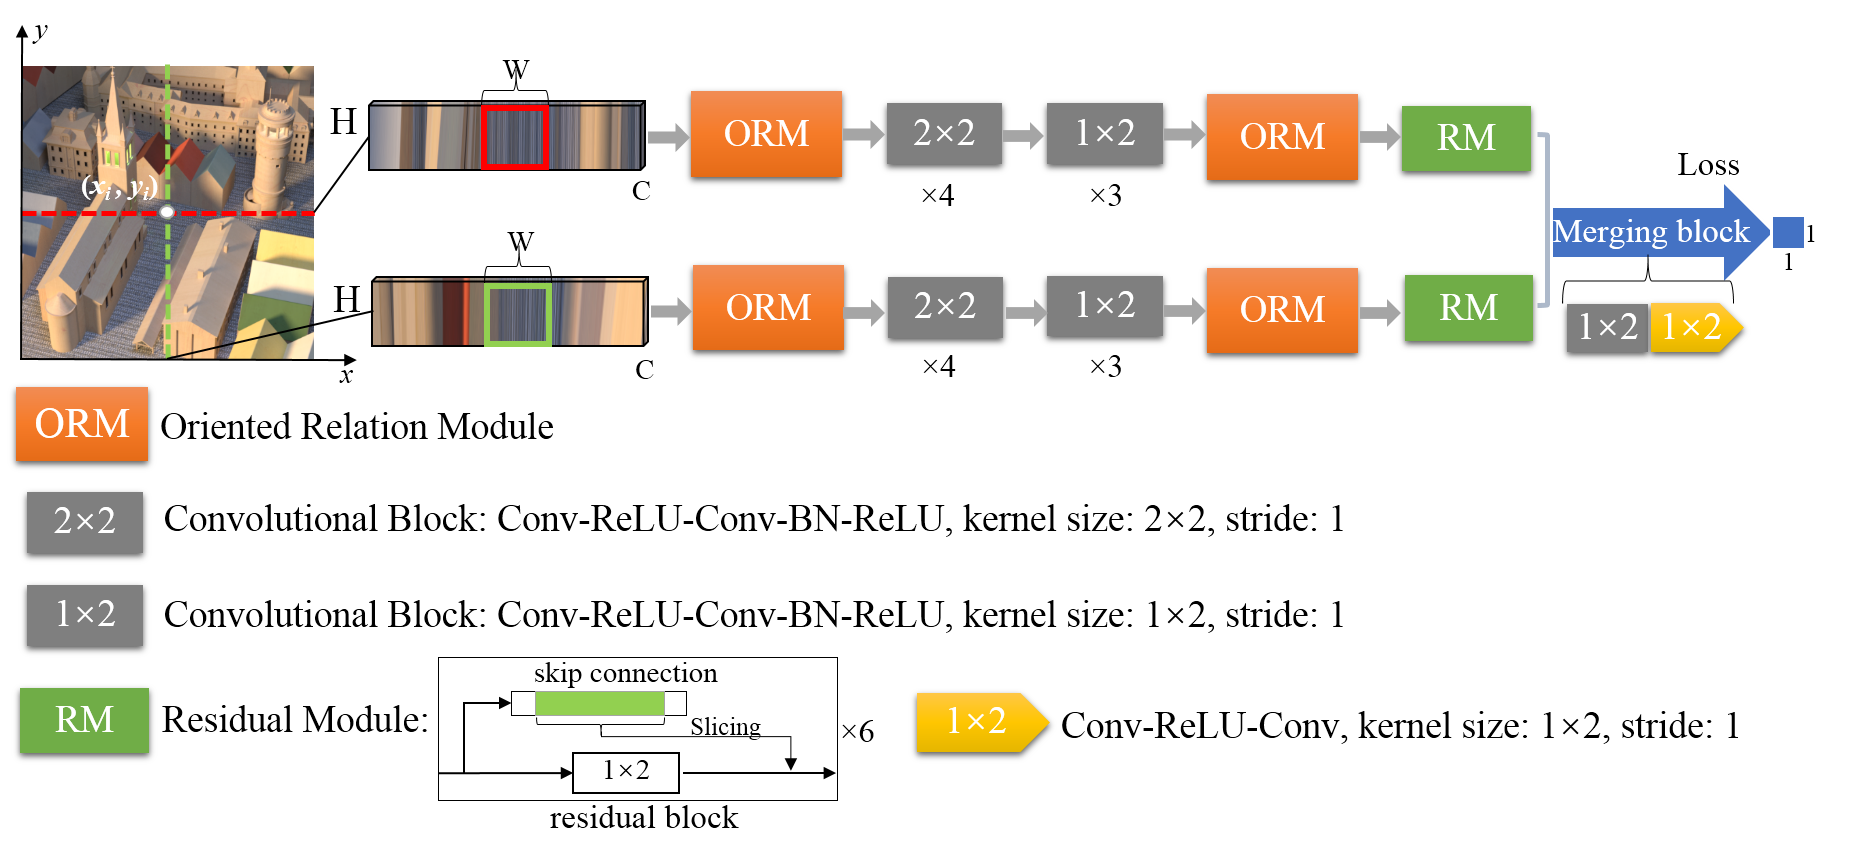 y
(xi, yi)
x
W
H
C
ORM
2×2
×4
1×2
×3
ORM
RM
W
H
C
ORM
2×2
×4
1×2
×3
ORM
RM
Loss
Merging block
1
1
1×2
1×2
ORM
Oriented Relation Module
2×2
Convolutional Block: Conv-ReLU-Conv-BN-ReLU, kernel size: 2×2, stride: 1
1×2
Convolutional Block: Conv-ReLU-Conv-BN-ReLU, kernel size: 1×2, stride: 1
RM
Residual Module:
skip connection
Slicing
1×2
residual block
×6
1×2
Conv-ReLU-Conv, kernel size: 1×2, stride: 1